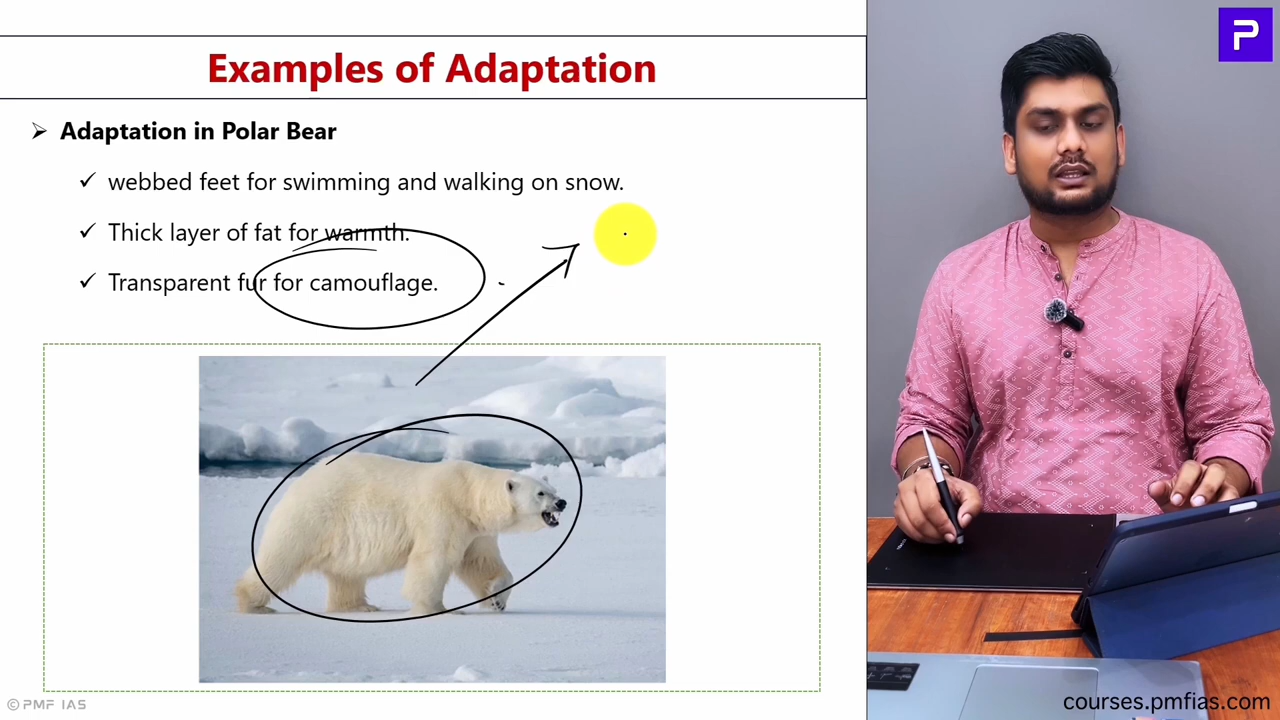 Examples of Adaptation
➢ Adaptation in Polar Bear
✓ webbed feet for swimming and walking on snow.
✓ Thick layer of fat for warmth.
✓ Transparent fur for camouflage.
P
© PMF IAS
courses.pmfias.com